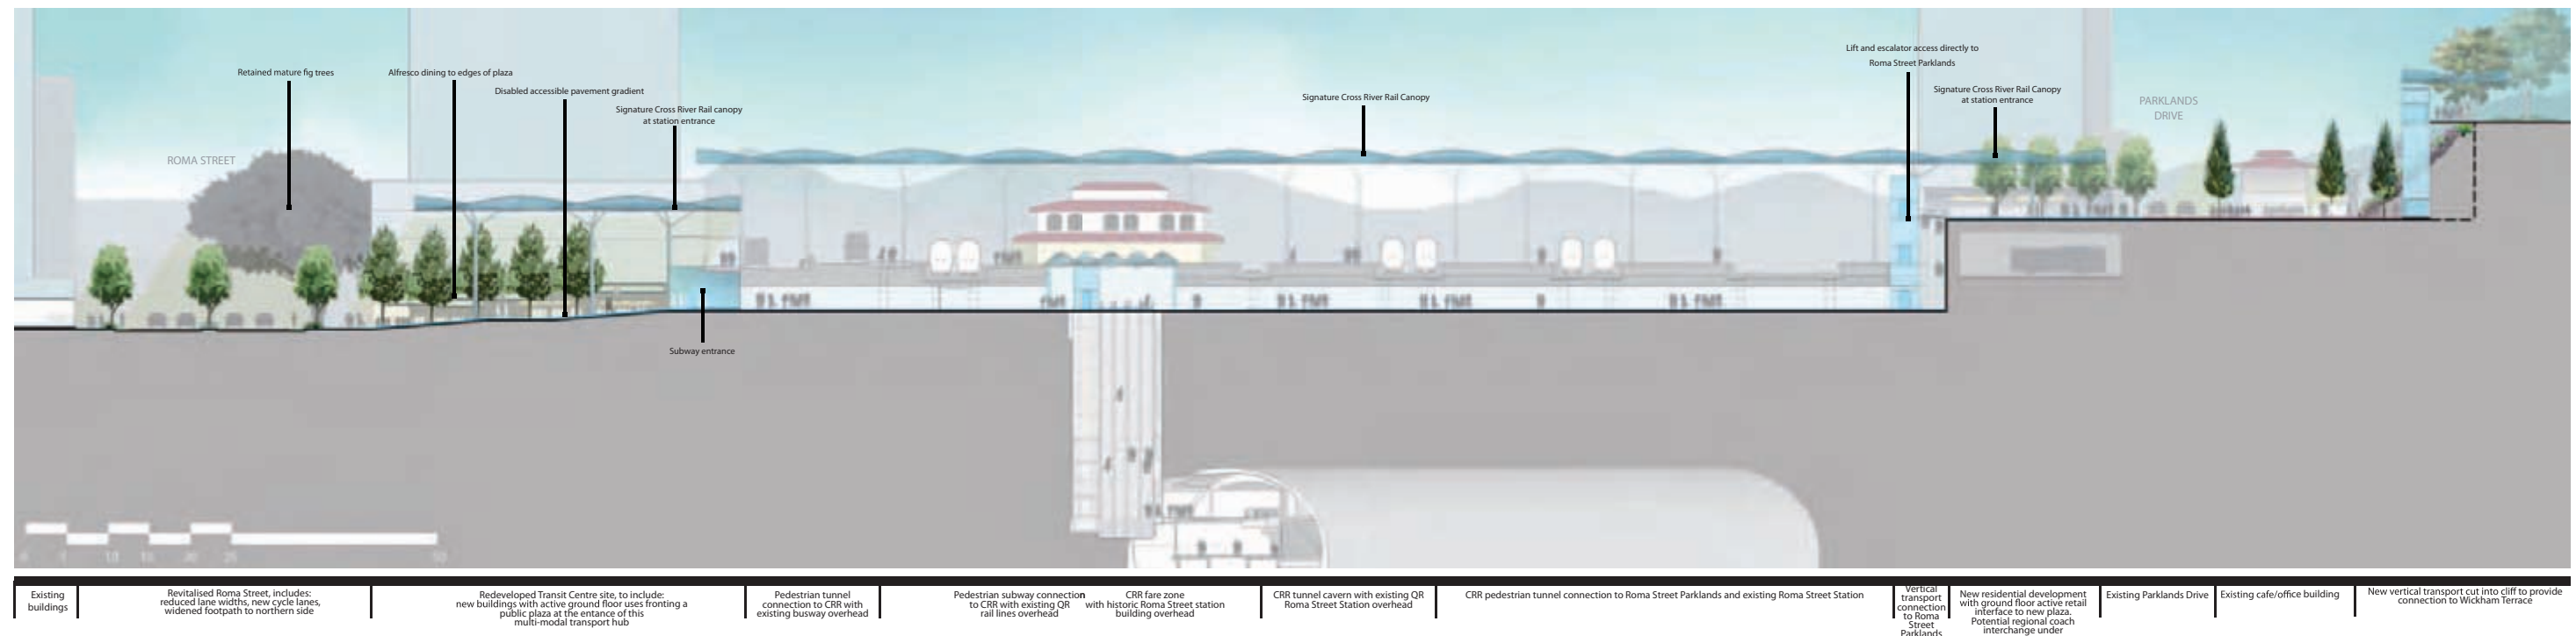 Lift and escalator access directly to
Roma Street Parklands
Retained mature fig trees
Alfresco dining to edges of plaza
Disabled accessible pavement gradient
Signature Cross River Rail canopy
at station entrance
Signature Cross River Rail Canopy
Signature Cross River Rail Canopy
at station entrance
PARKLANDS
DRIVE
ROMA STREET
Subway entrance
Existing
buildings
Revitalised Roma Street, includes:
reduced lane widths, new cycle lanes,
widened footpath to northern side
Redeveloped Transit Centre site, to include:
new buildings with active ground floor uses fronting a
public plaza at the entance of this
multi-modal transport hub
Pedestrian tunnel
connection to CRR with
existing busway overhead
Pedestrian subway connection
to CRR with existing QR
rail lines overhead
CRR fare zone
with historic Roma Street station
building overhead
CRR tunnel cavern with existing QR
Roma Street Station overhead
CRR pedestrian tunnel connection to Roma Street Parklands and existing Roma Street Station
Vertical
transport
connection
to Roma
Street
Parklands
New residential development
with ground floor active retail
interface to new plaza.
Potential regional coach
interchange under
Existing Parklands Drive
Existing cafe/office building
New vertical transport cut into cliff to provide
connection to Wickham Terrace